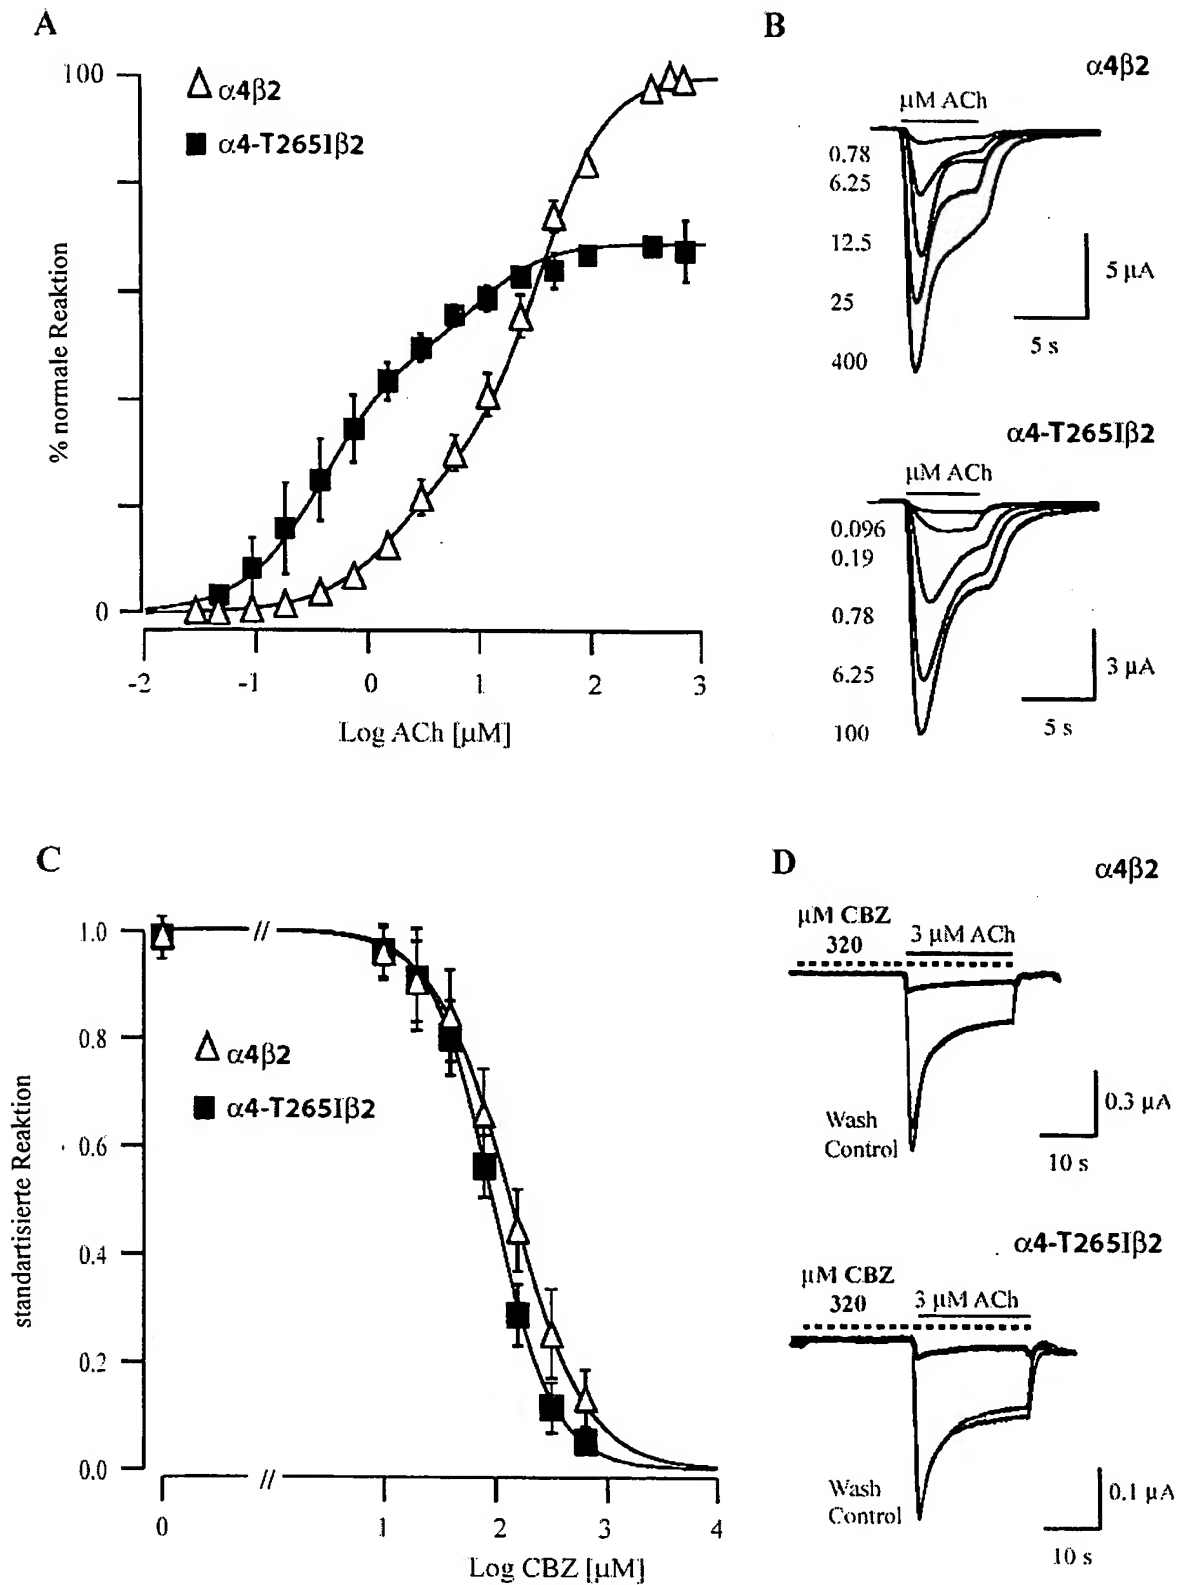 A
100
α4β2
α4-T265Iβ2
% normale Reaktion
0
-2 -1 0 1 2 3
Log ACh [μM]
B
α4β2
μM ACh
0.78
6.25
12.5
25
400
5 μA
5 s
α4-T265Iβ2
μM ACh
0.096
0.19
0.78
6.25
100
3 μA
5 s
C
1.0
0.8
0.6
0.4
0.2
0.0
α4β2
α4-T265Iβ2
standartisierte Reaktion
0 // 1 2 3 4
Log CBZ [μM]
D
α4β2
μM CBZ
320
3 μM ACh
Wash
Control
0.3 μA
10 s
α4-T265Iβ2
μM CBZ
320
3 μM ACh
Wash
Control
0.1 μA
10 s